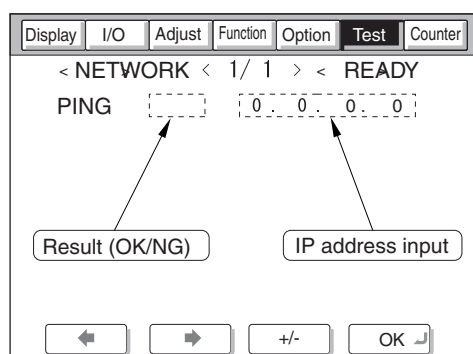 Display I/O Adjust Function Option Test Counter
< NETWORK > < 1/ 1 > < READY >
PING 0. 0. 0. 0
Result (OK/NG) IP address input
+/- OK